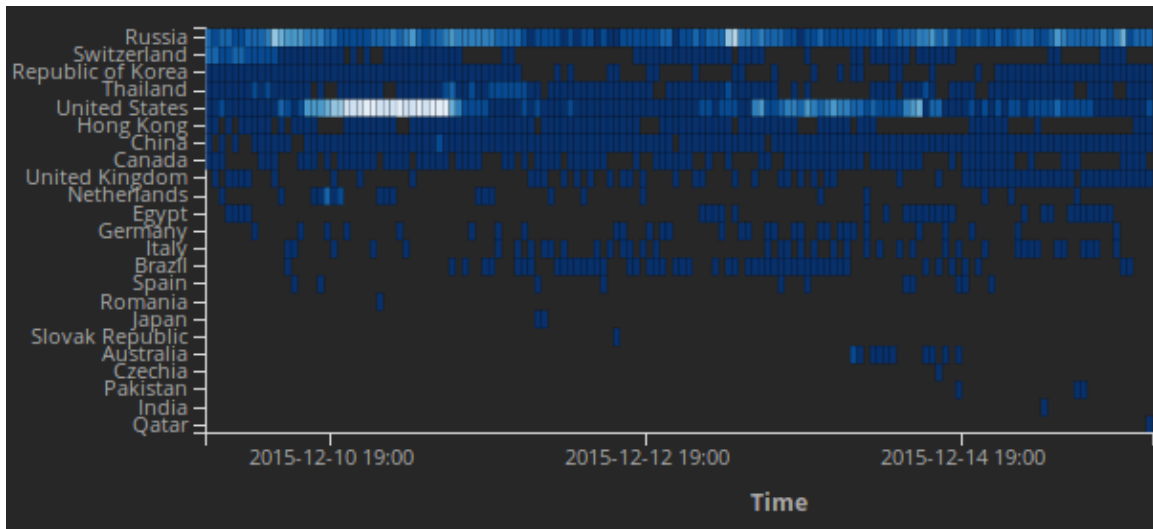 Russia
Switzerland
Republic of Korea
Thailand
United States
Hong Kong
China
Canada
United Kingdom
Netherlands
Egypt
Germany
Italy
Brazil
Spain
Romania
Japan
Slovak Republic
Australia
Czechia
Pakistan
India
Qatar
2015-12-10 19:00 2015-12-12 19:00 2015-12-14 19:00
Time